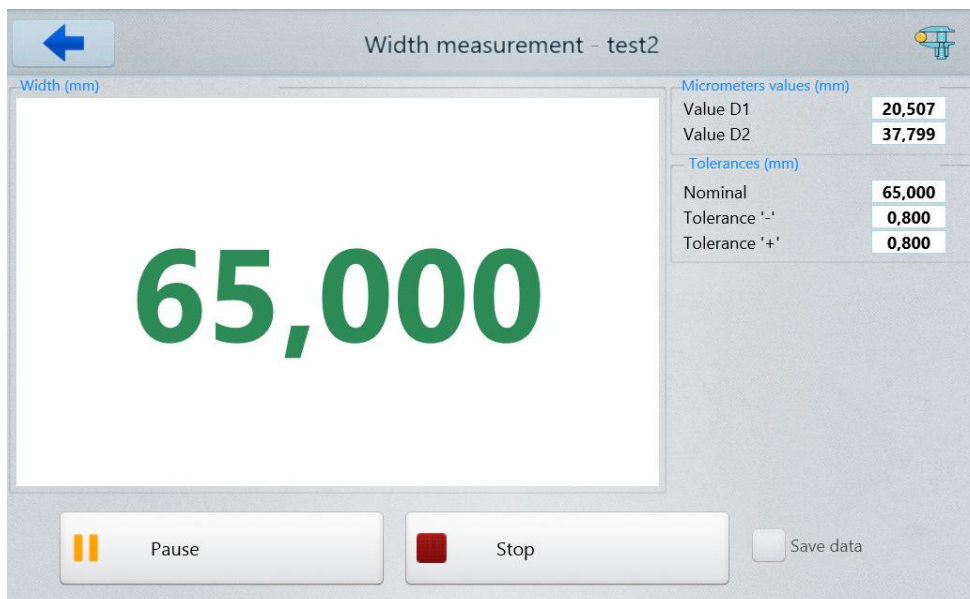 Width measurement - test2
Width (mm)
65,000
Micrometers values (mm)
Value D1 20,507
Value D2 37,799
Tolerances (mm)
Nominal 65,000
Tolerance '-' 0,800
Tolerance '+' 0,800
Pause
Stop
Save data